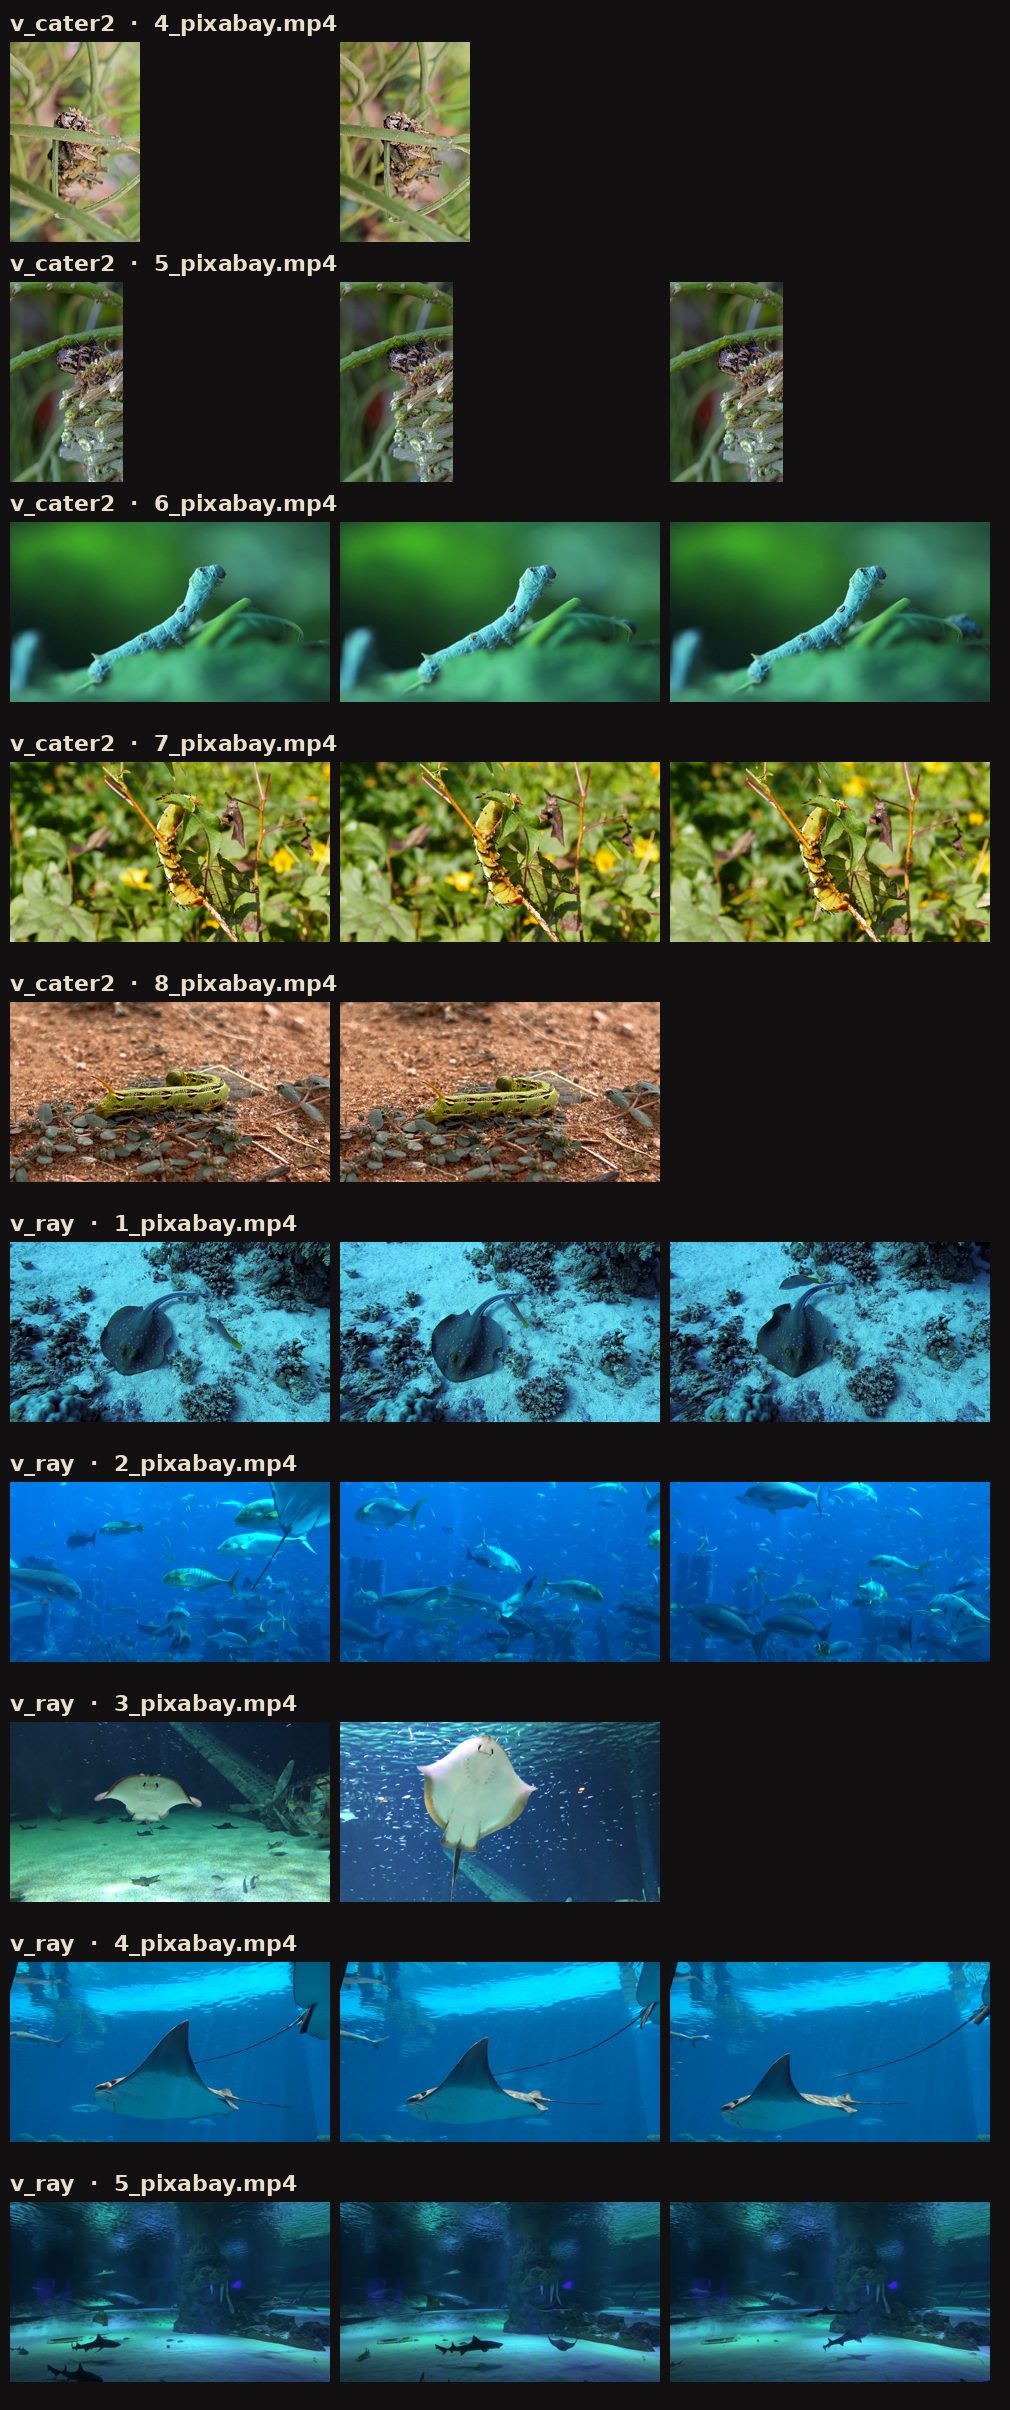 v_cater2 · 4_pixabay.mp4
v_cater2 · 5_pixabay.mp4
v_cater2 · 6_pixabay.mp4
v_cater2 · 7_pixabay.mp4
v_cater2 · 8_pixabay.mp4
v_ray · 1_pixabay.mp4
v_ray · 2_pixabay.mp4
v_ray · 3_pixabay.mp4
v_ray · 4_pixabay.mp4
v_ray · 5_pixabay.mp4